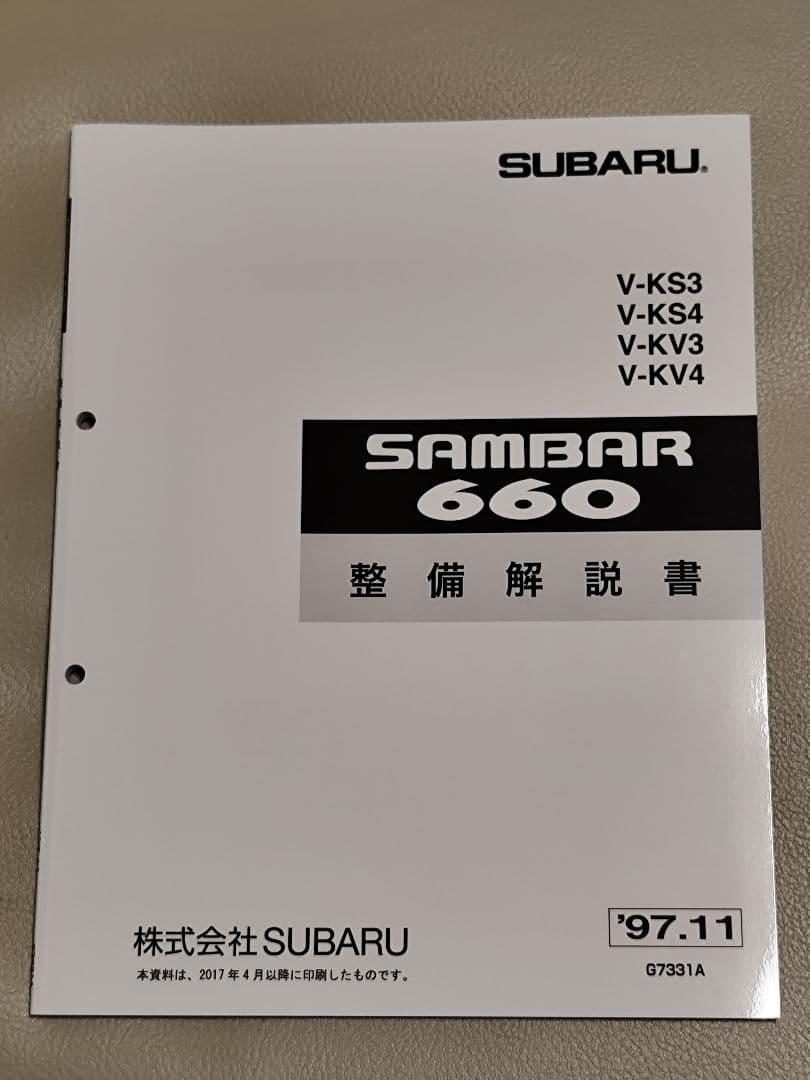 SUBARU®
V-KS3
V-KS4
V-KV3
V-KV4
SAMBAR
660
整備解説書
'97.11
株式会社SUBARU
本資料は、2017年4月以降に印刷したものです。
G7331A